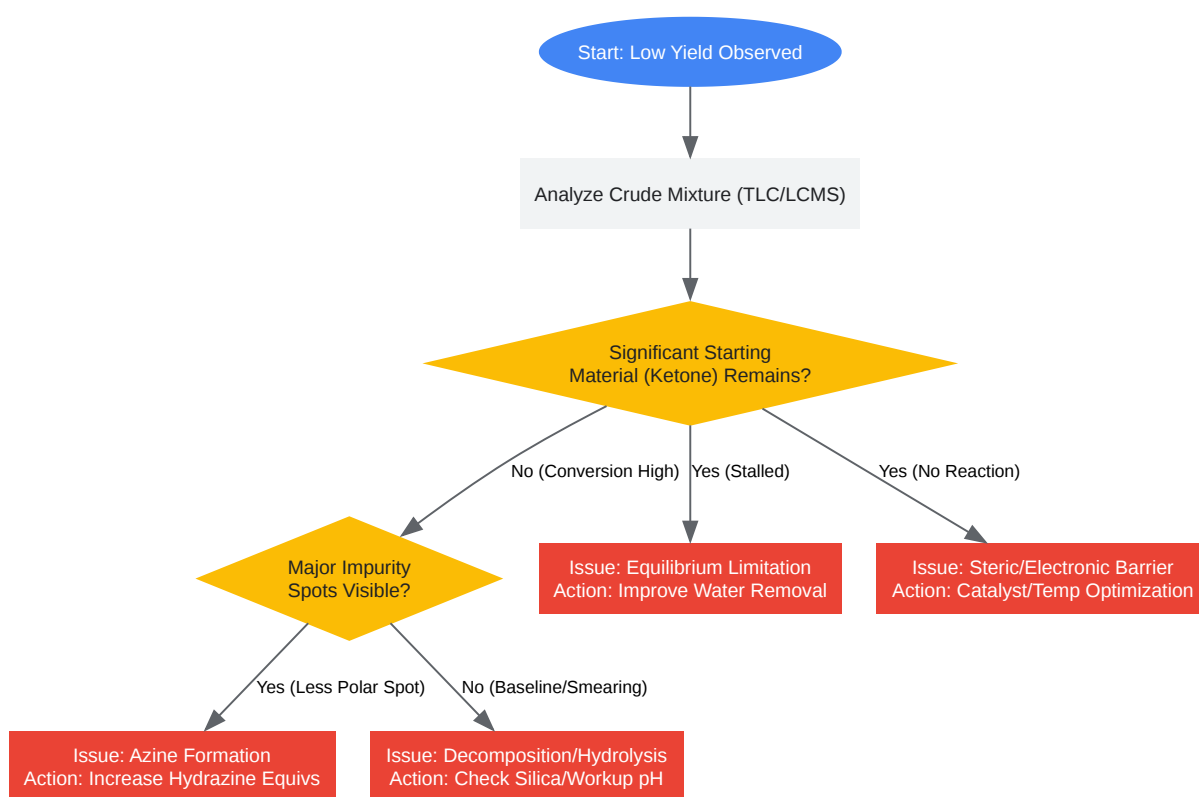 Start: Low Yield Observed
Analyze Crude Mixture (TLC/LCMS)
Significant Starting
Material (Ketone) Remains?
No (Conversion High)
Yes (Stalled)
Yes (No Reaction)
Major Impurity
Spots Visible?
Issue: Equilibrium Limitation
Action: Improve Water Removal
Issue: Steric/Electronic Barrier
Action: Catalyst/Temp Optimization
Yes (Less Polar Spot)
No (Baseline/Smearing)
Issue: Azine Formation
Action: Increase Hydrazine Equivs
Issue: Decomposition/Hydrolysis
Action: Check Silica/Workup pH